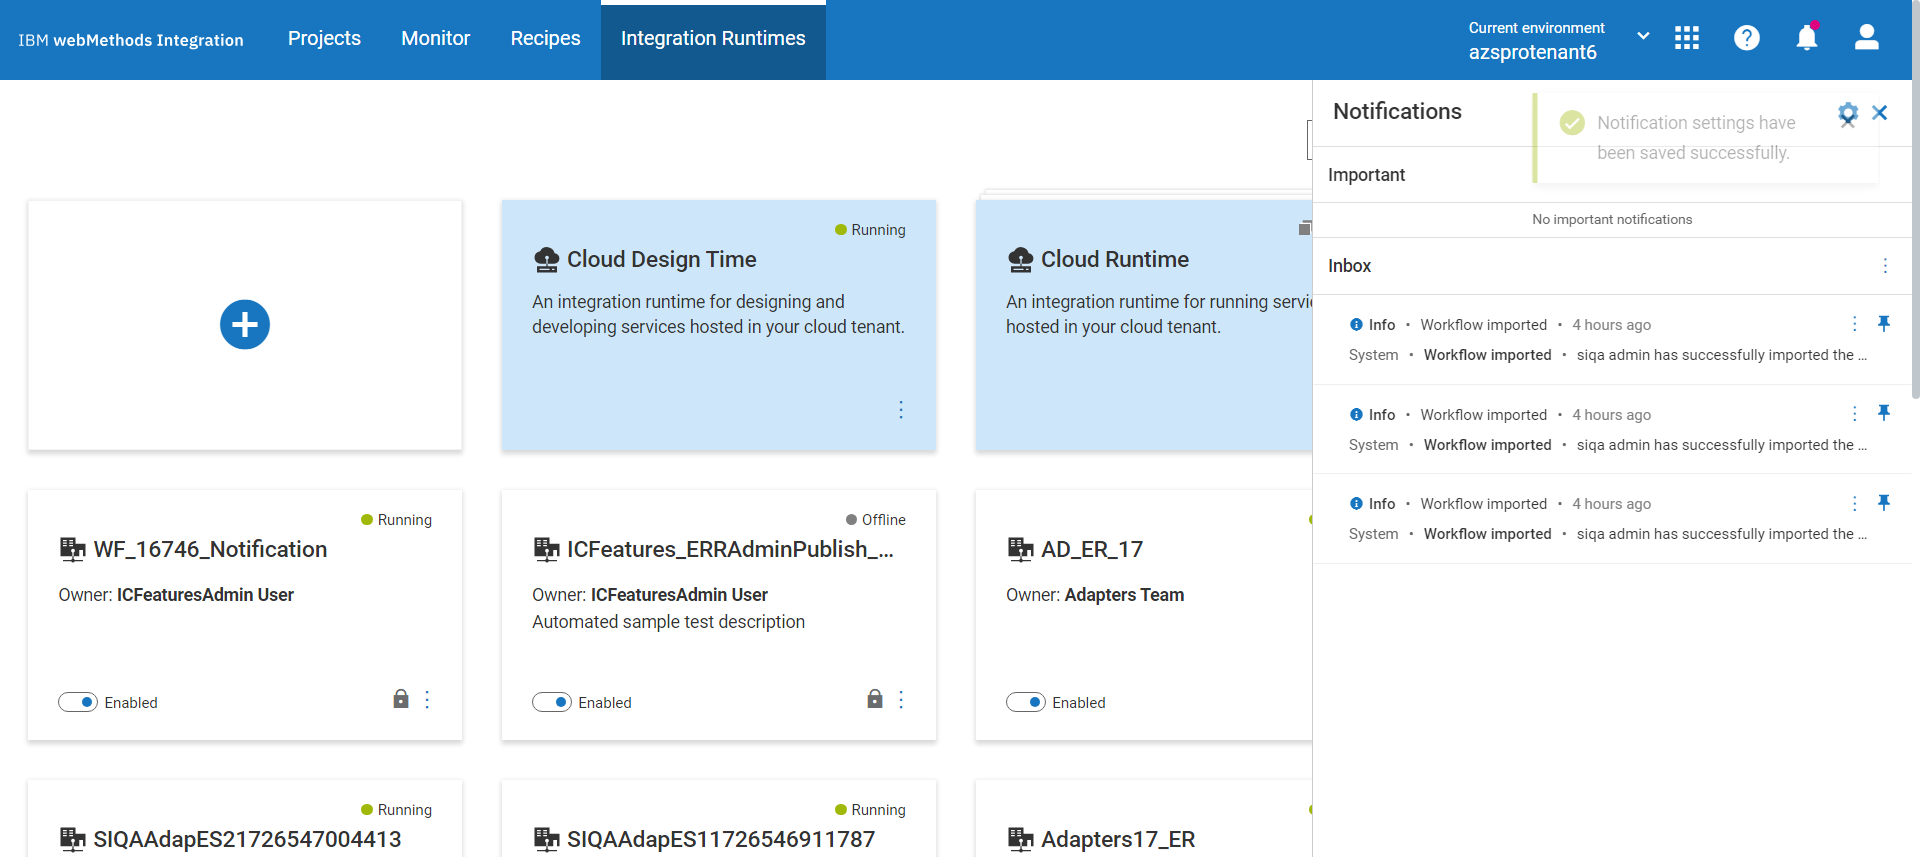 IBM webMethods Integration
Projects
Monitor
Recipes
Integration Runtimes
Current environment
azsprotenant6
Notifications
Notification settings have
been saved successfully.
Important
No important notifications
Inbox
Info • Workflow imported • 4 hours ago
System • Workflow imported • siqa admin has successfully imported the ...
Info • Workflow imported • 4 hours ago
System • Workflow imported • siqa admin has successfully imported the ...
Info • Workflow imported • 4 hours ago
System • Workflow imported • siqa admin has successfully imported the ...
Running
Cloud Design Time
An integration runtime for designing and
developing services hosted in your cloud tenant.
Cloud Runtime
An integration runtime for running
hosted in your cloud tenant.
Running
WF_16746_Notification
Owner: ICFeaturesAdmin User
Enabled
Offline
ICFeatures_ERRAdminPublish_...
Owner: ICFeaturesAdmin User
Automated sample test description
Enabled
AD_ER_17
Owner: Adapters Team
Enabled
Running
SIQAAdapES21726547004413
Running
SIQAAdapES11726546911787
Adapters17_ER